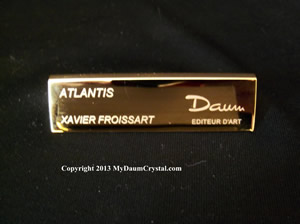 ATLANTIS
Daum
XAVIER FROISSART
EDITEUR D'ART
Copyright 2013 MyDaumCrystal.com